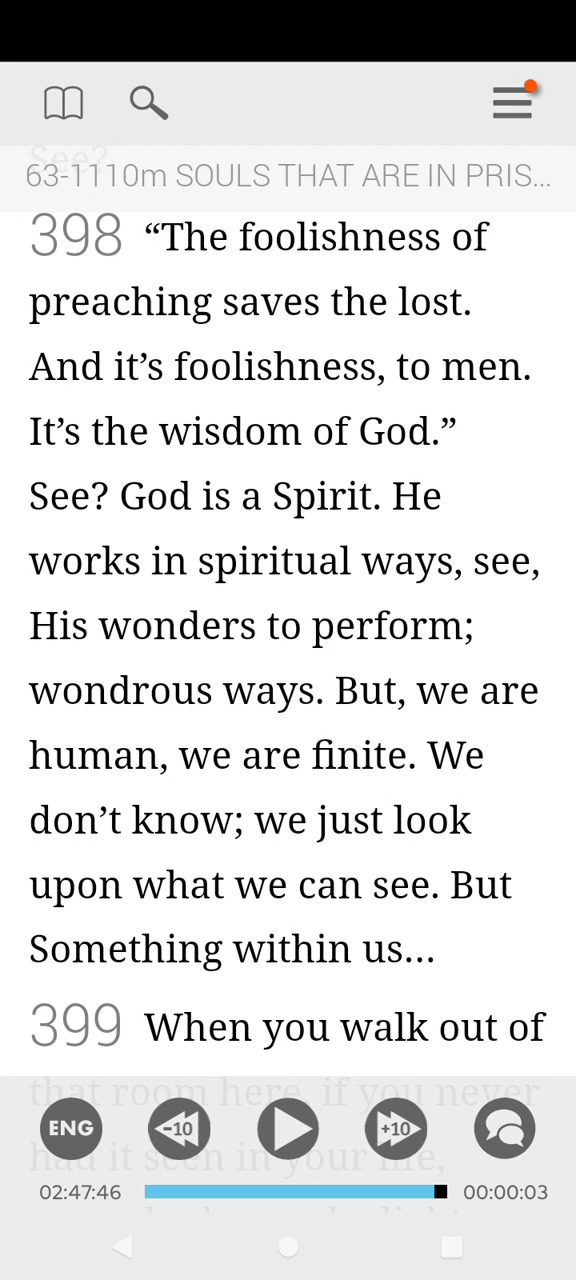 See?
63-1110m SOULS THAT ARE IN PRIS...
398 “The foolishness of
preaching saves the lost.
And it’s foolishness, to men.
It’s the wisdom of God.”
See? God is a Spirit. He
works in spiritual ways, see,
His wonders to perform;
wondrous ways. But, we are
human, we are finite. We
don’t know; we just look
upon what we can see. But
Something within us...
399 When you walk out of
that room here, if you never
ENG -10 +10
had it seen in your life,
02:47:46 00:00:03